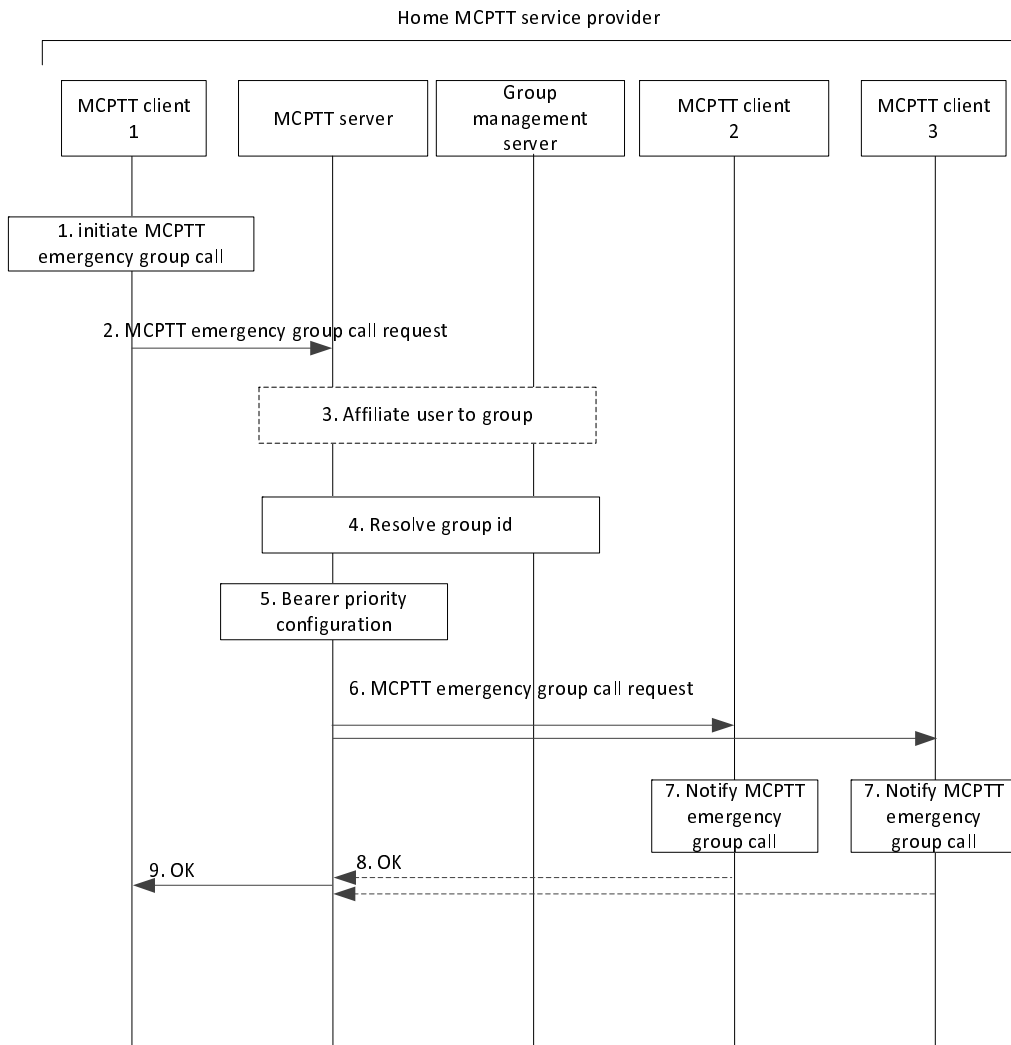 Home MCPTT service provider
MCPTT client
1
MCPTT server
Group
management
server
MCPTT client
2
MCPTT client
3
1. initiate MCPTT
emergency group call
2. MCPTT emergency group call request
3. Affiliate user to group
4. Resolve group id
5. Bearer priority
configuration
6. MCPTT emergency group call request
7. Notify MCPTT
emergency
group call
7. Notify MCPTT
emergency
group call
8. OK
9. OK